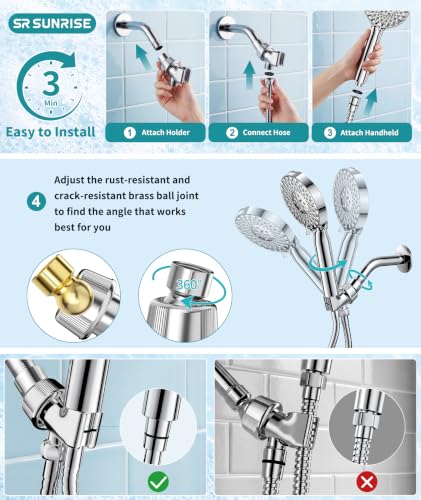 SR SUNRISE
3
Min
Easy to Install
1 Attach Holder
2 Connect Hose
3 Attach Handheld
4
Adjust the rust-resistant and
crack-resistant brass ball joint
to find the angle that works
best for you
360°